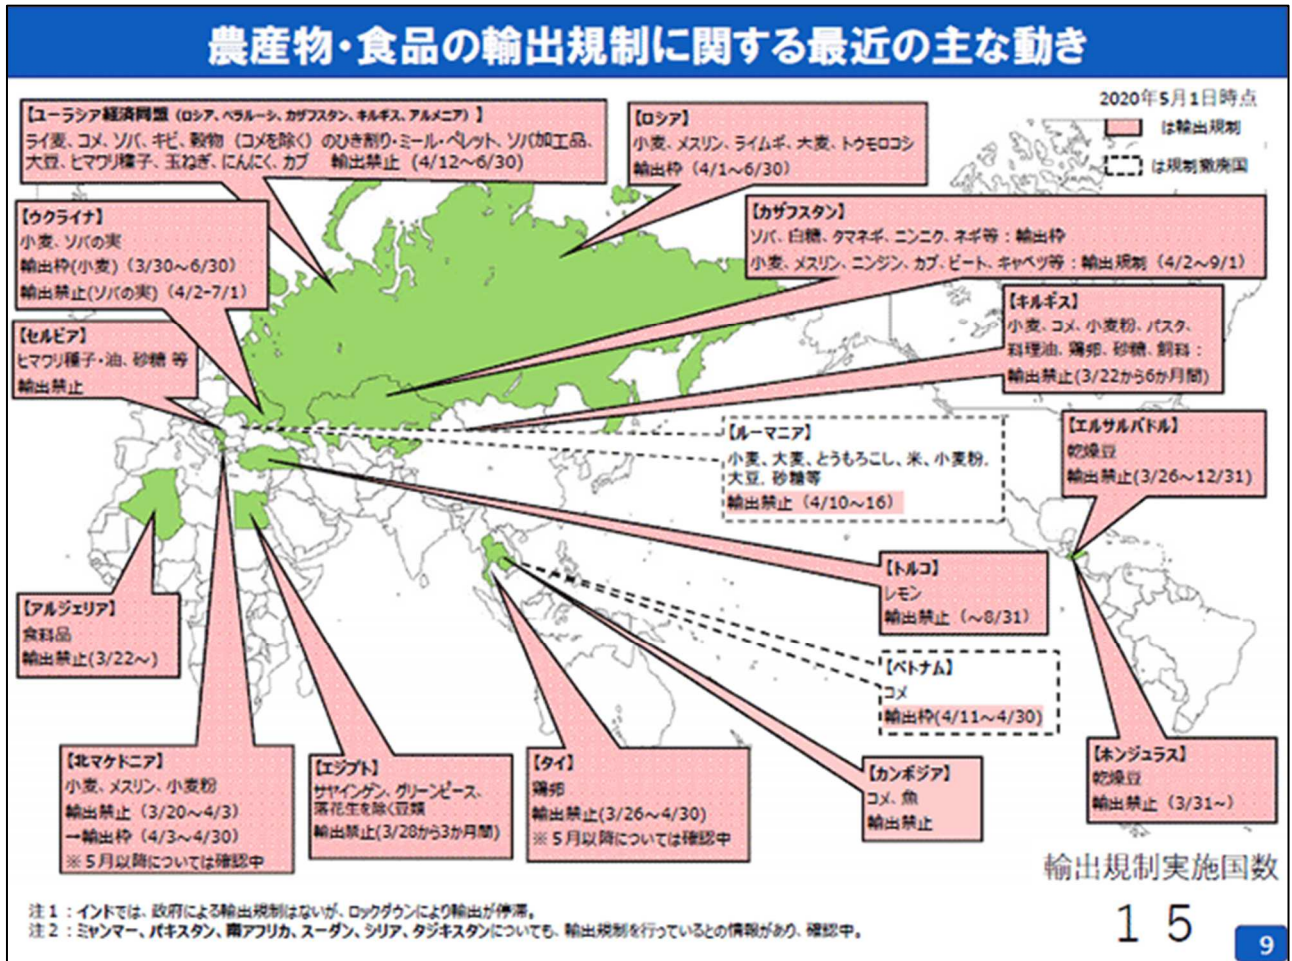 農産物・食品の輸出規制に関する最近の主な動き
2020年5月1日時点
は輸出規制
は規制撤廃国
【ユーラシア経済同盟(ロシア、ベラルーシ、カザフスタン、キルギス、アルメニア)】
ライ麦、コメ、ソバ、キビ、穀物(コメを除く)のひき割り・ミール・ペレット、ソバ加工品、
大豆、ヒマワリ種子、玉ねぎ、にんにく、カブ 輸出禁止(4/12~6/30)
【ロシア】
小麦、メスリン、ライムギ、大麦、トウモロコシ
輸出枠(4/1~6/30)
【ウクライナ】
小麦、ソバの実
輸出枠(小麦)(3/30~6/30)
輸出禁止(ソバの実)(4/2-7/1)
【カザフスタン】
ソバ、白糖、タマネギ、ニンニク、ネギ等:輸出枠
小麦、メスリン、ニンジン、カブ、ビート、キャベツ等:輸出規制(4/2~9/1)
【セルビア】
ヒマワリ種子・油、砂糖 等
輸出禁止
【キルギス】
小麦、コメ、小麦粉、パスタ、
料理油、鶏卵、砂糖、飼料:
輸出禁止(3/22から6か月間)
【ルーマニア】
小麦、大麦、とうもろこし、米、小麦粉、
大豆、砂糖等
輸出禁止(4/10~16)
【エルサルバドル】
乾燥豆
輸出禁止(3/26~12/31)
【トルコ】
レモン
輸出禁止(~8/31)
【アルジェリア】
食料品
輸出禁止(3/22~)
【ベトナム】
コメ
輸出枠(4/11~4/30)
【北マケドニア】
小麦、メスリン、小麦粉
輸出禁止(3/20~4/3)
→輸出枠(4/3~4/30)
※5月以降については確認中
【エジプト】
サヤインゲン、グリーンピース、
落花生を除く豆類
輸出禁止(3/28から3か月間)
【タイ】
鶏卵
輸出禁止(3/26~4/30)
※5月以降については確認中
【カンボジア】
コメ、魚
輸出禁止
【ホンジュラス】
乾燥豆
輸出禁止(3/31~)
輸出規制実施国数
15
注1:インドでは、政府による輸出規制はないが、ロックダウンにより輸出が停滞。
注2:ミャンマー、パキスタン、南アフリカ、スーダン、シリア、タジキスタンについても、輸出規制を行っているとの情報があり、確認中。
9